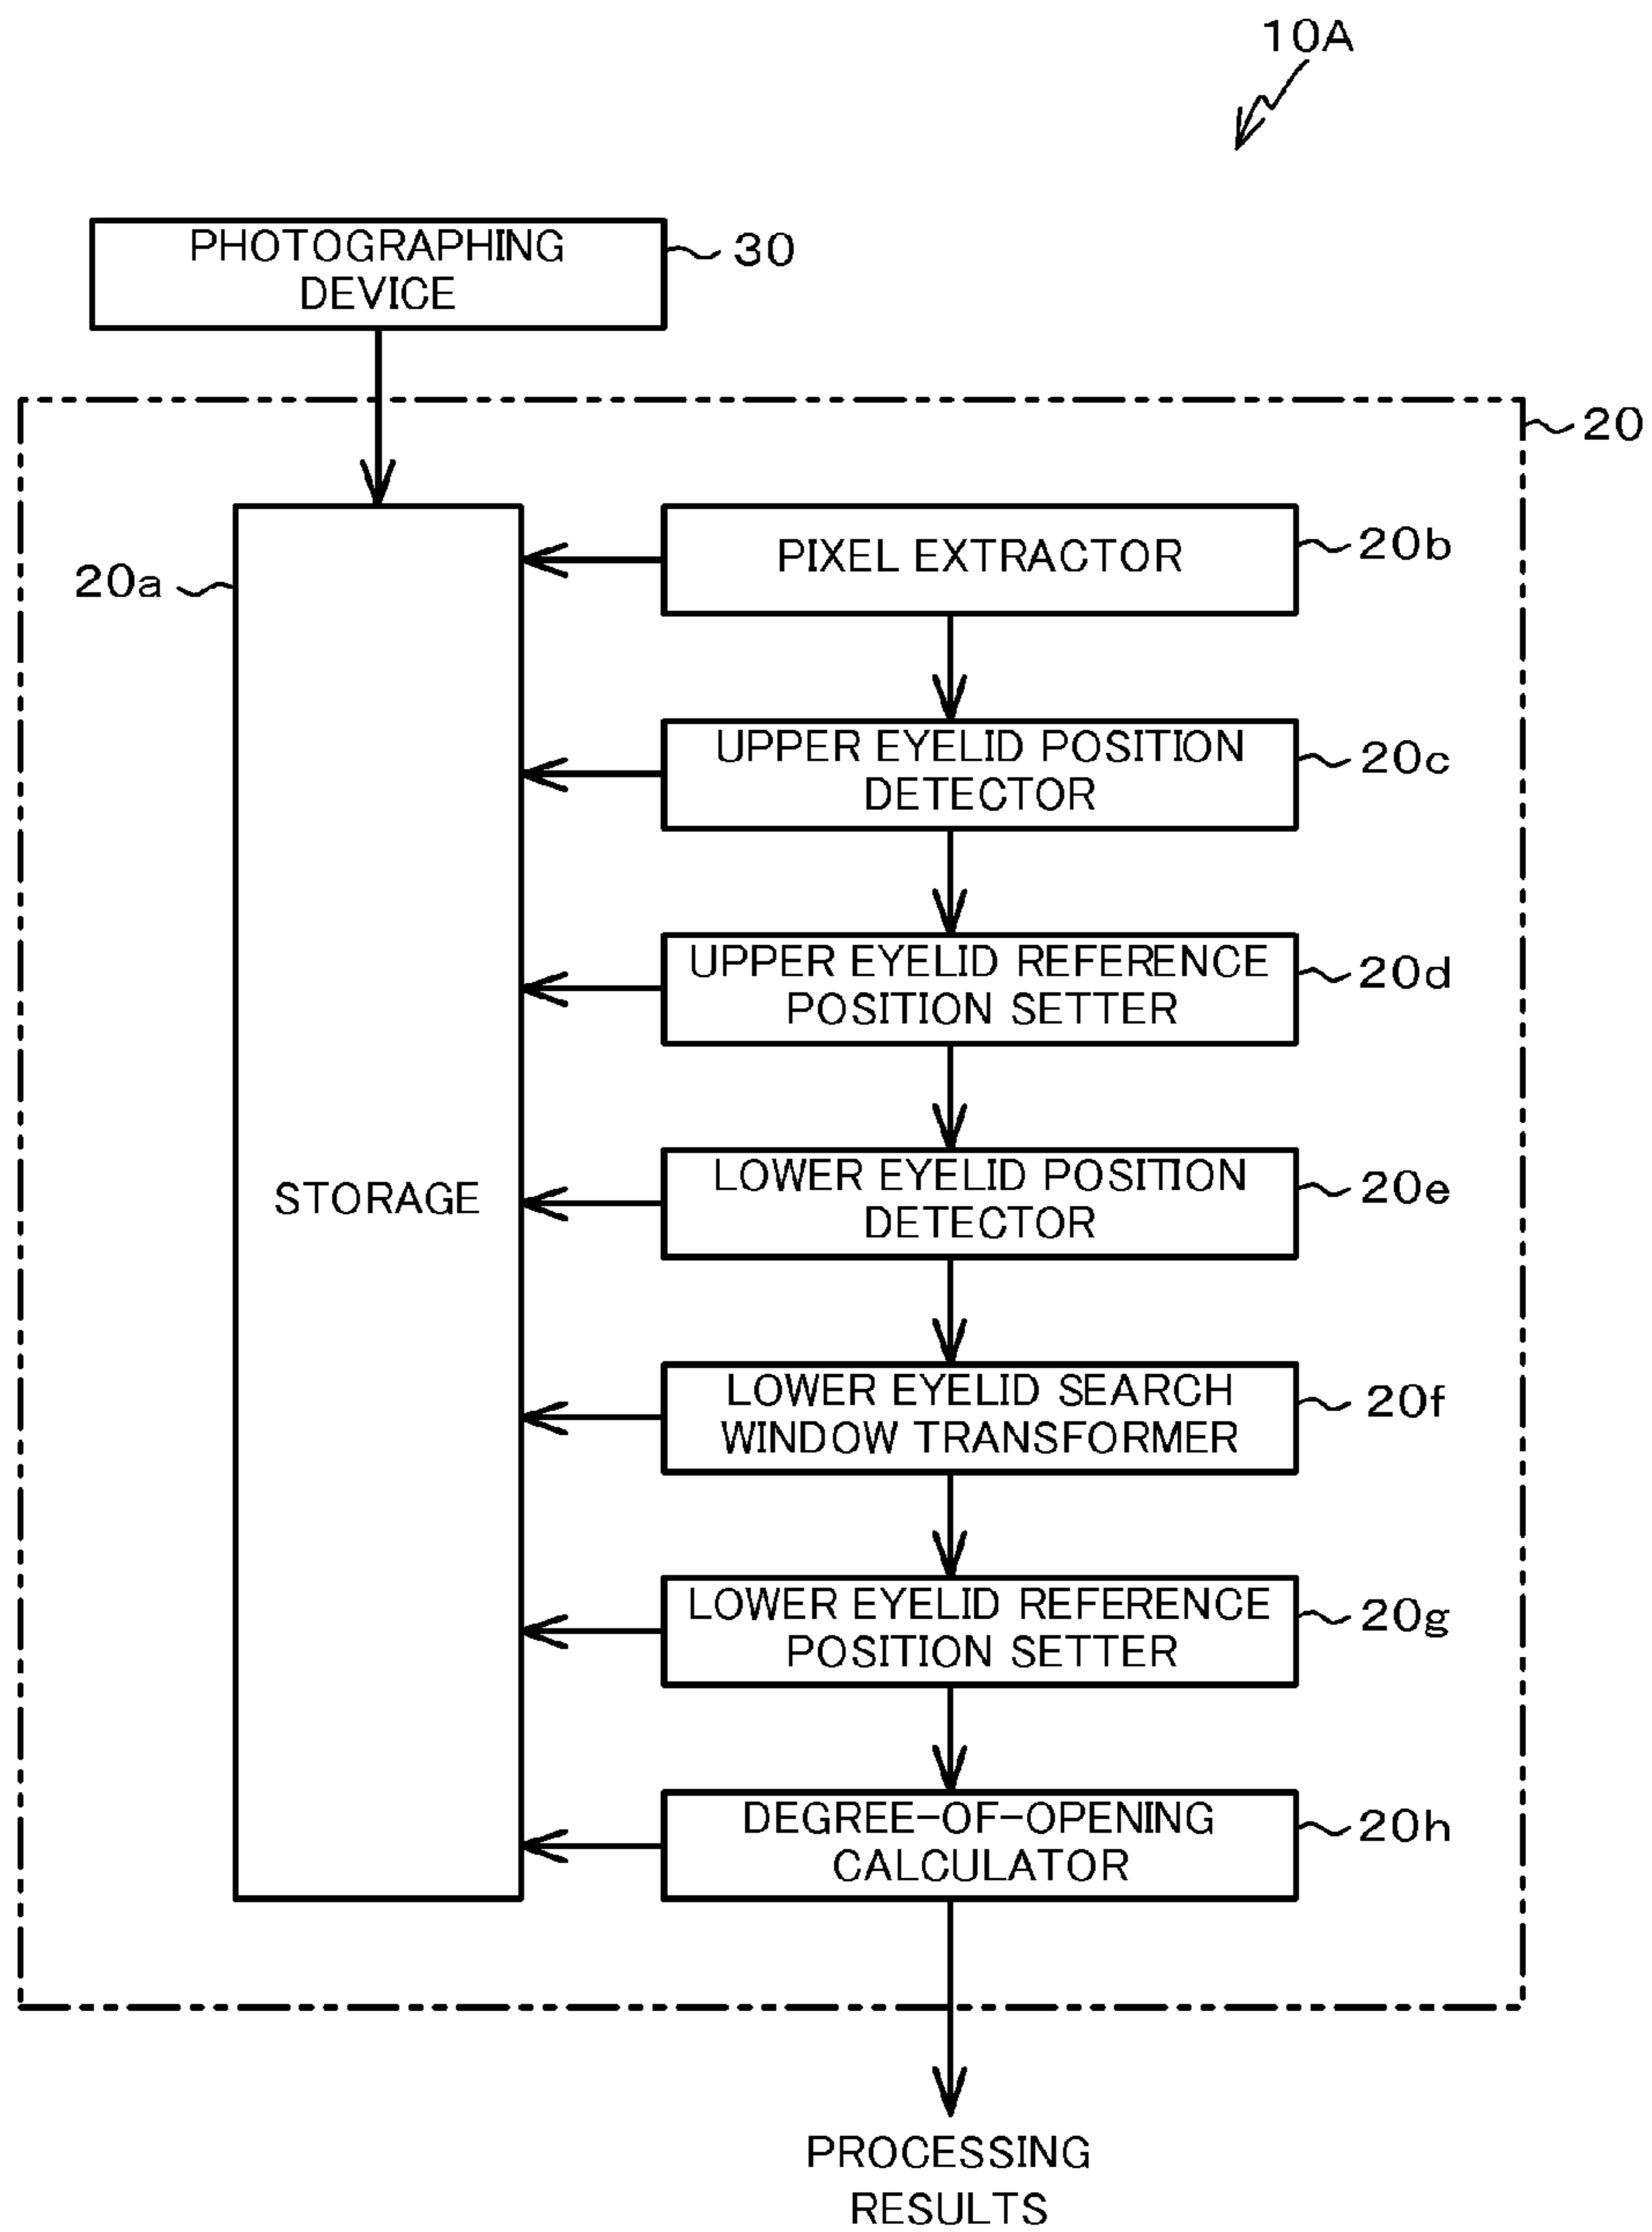 10A
PHOTOGRAPHING
DEVICE
30
20
20a
STORAGE
PIXEL EXTRACTOR
20b
UPPER EYELID POSITION
DETECTOR
20c
UPPER EYELID REFERENCE
POSITION SETTER
20d
LOWER EYELID POSITION
DETECTOR
20e
LOWER EYELID SEARCH
WINDOW TRANSFORMER
20f
LOWER EYELID REFERENCE
POSITION SETTER
20g
DEGREE-OF-OPENING
CALCULATOR
20h
PROCESSING
RESULTS